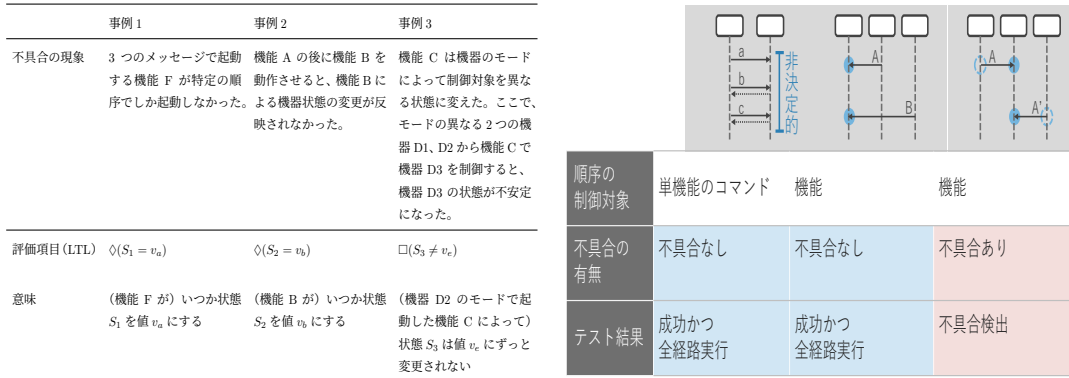 事例 1
事例 2
事例 3
不具合の現象
3 つのメッセージで起動
する機能 F が特定の順
序でしか起動しなかった。
機能 A の後に機能 B を
動作させると、機能 B に
よる機器状態の変更が反
映されなかった。
機能 C は機器のモード
によって制御対象を異な
る状態に変えた。ここで、
モードの異なる 2 つの機
器 D1、D2 から機能 C で
機器 D3 を制御すると、
機器 D3 の状態が不安定
になった。
評価項目(LTL)
◊(S₁ = vₐ)
◊(S₂ = v_b)
□(S₃ ≠ vₑ)
意味
(機能 F が)いつか状態
S₁ を値 vₐ にする
(機能 B が)いつか状態
S₂ を値 v_b にする
(機器 D2 のモードで起
動した機能 C によって)
状態 S₃ は値 vₑ にずっと
変更されない
a
b
c
非決定的
A
B
A
A'
順序の
制御対象
単機能のコマンド
機能
機能
不具合の
有無
不具合なし
不具合なし
不具合あり
テスト結果
成功かつ
全経路実行
成功かつ
全経路実行
不具合検出